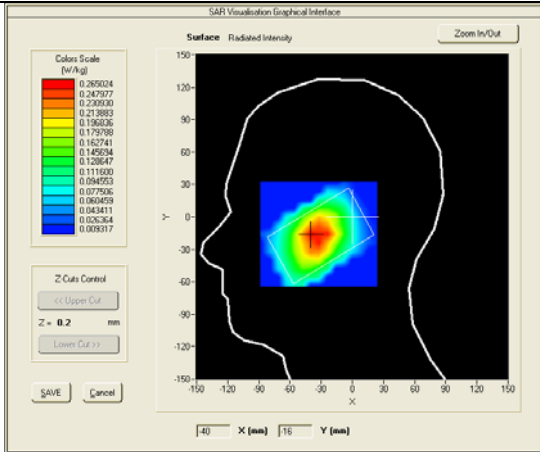 SAR Visualisation Graphical Interface
Surface Radiated Intensity
Zoom In/Out
Colors Scale
(W/kg)
0.265024
0.247977
0.230930
0.213883
0.196836
0.179788
0.162741
0.145694
0.128647
0.111600
0.094553
0.077506
0.060459
0.043411
0.026364
0.009317
Z Cuts Control
<< Upper Cut
Z = 0.2 mm
Lower Cut >>
SAVE Cancel
150
120
90
60
30
0
-30
-60
-90
-120
-150
Y
-150 -120 -90 -60 -30 0 30 60 90 120 150
X
-40 X (mm) -16 Y (mm)